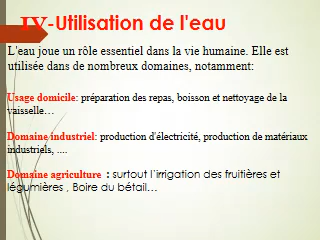 IV-Utilisation de l'eau
L'eau joue un rôle essentiel dans la vie humaine. Elle est
utilisée dans de nombreux domaines, notamment:
Usage domicile: préparation des repas, boisson et nettoyage de la
vaisselle…
Domaine industriel: production d'électricité, production de matériaux
industriels, ....
Domaine agriculture : surtout l'irrigation des fruitières et
légumières , Boire du bétail…